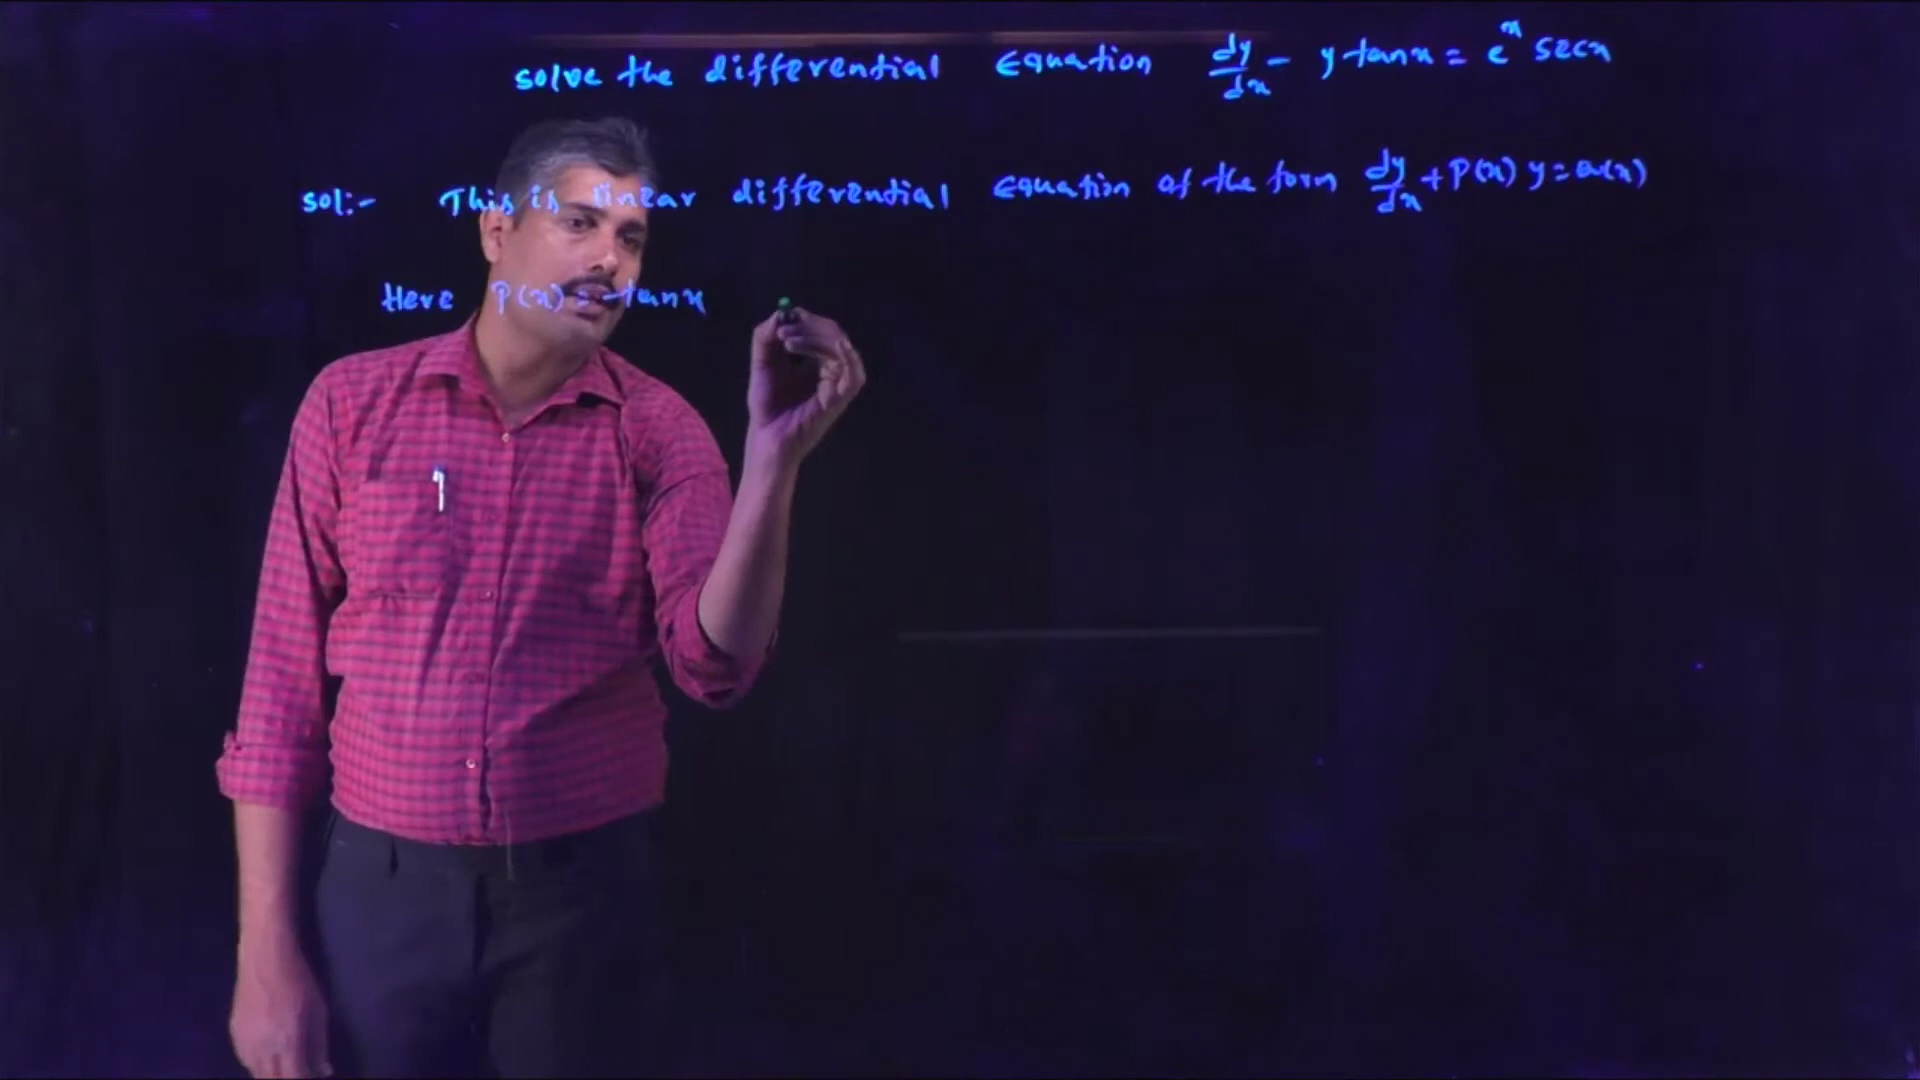 solve the differential Equation dy/dx - y tanx = e^x secx
sol:- This is linear differential Equation of the form dy/dx + P(x) y = Q(x)
Here P(x) = -tanx